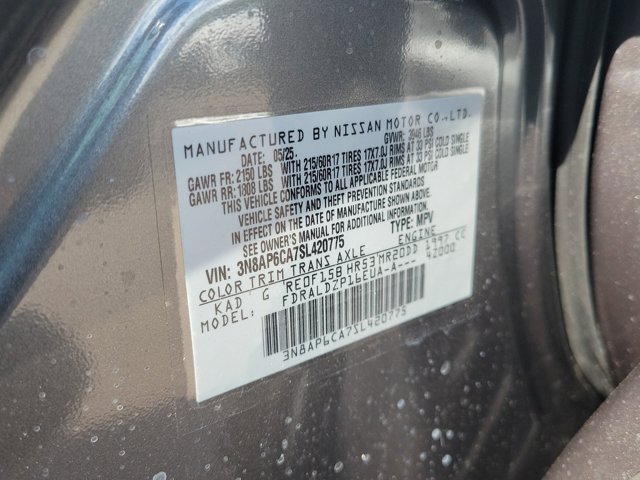 MANUFACTURED BY NISSAN MOTOR CO.,LTD.
DATE: 05/25 GVWR: 3946 LBS
GAWR FR: 2150 LBS WITH 215/60R17 TIRES 17X7.0J RIMS AT 33 PSI COLD SINGLE
GAWR RR: 1808 LBS WITH 215/60R17 TIRES 17X7.0J RIMS AT 33 PSI COLD SINGLE
THIS VEHICLE CONFORMS TO ALL APPLICABLE FEDERAL MOTOR
VEHICLE SAFETY AND THEFT PREVENTION STANDARDS
IN EFFECT ON THE DATE OF MANUFACTURE SHOWN ABOVE.
SEE OWNER'S MANUAL FOR ADDITIONAL INFORMATION.
VIN: 3N8AP6CA7SL420775 TYPE: MPV
COLOR TRIM TRANS AXLE ENGINE
KAD G RE0F15B HR53 MR20DD 1997 CC
MODEL: FDRALDZP16EUA-A--- 42000
3N8AP6CA7SL420775